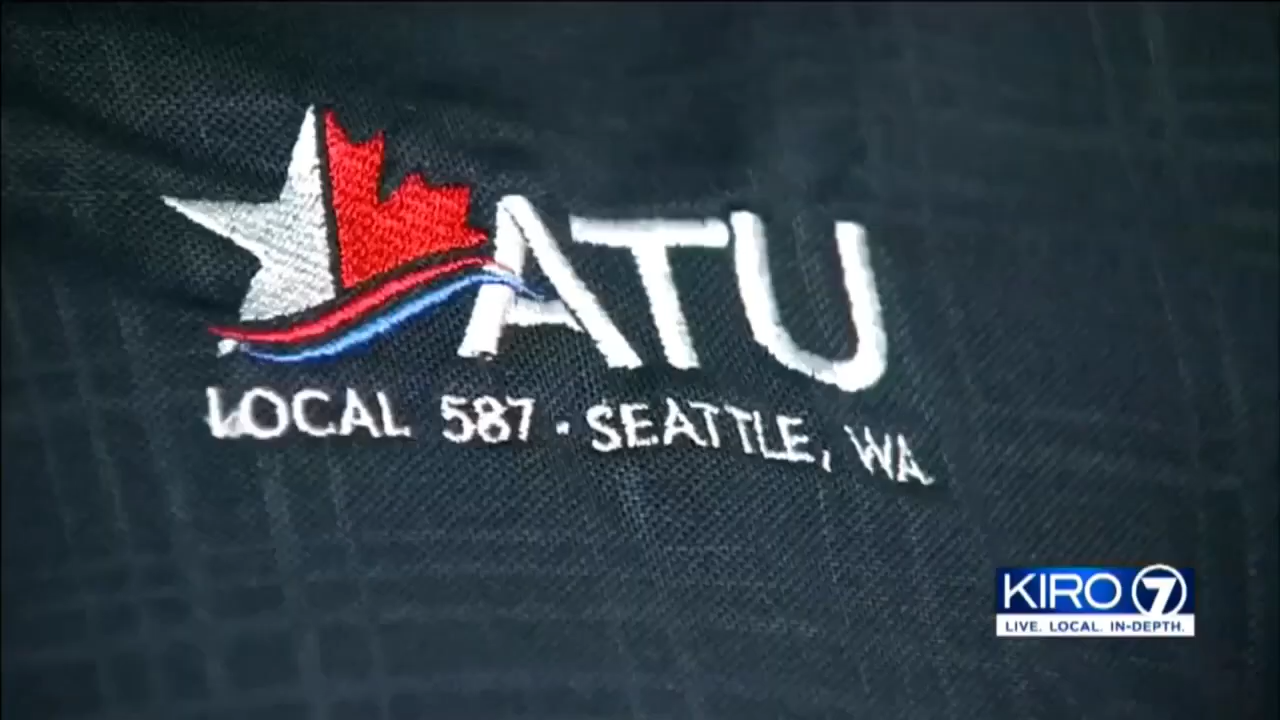 ATU
LOCAL 587 · SEATTLE, WA
KIRO 7
LIVE. LOCAL. IN-DEPTH.